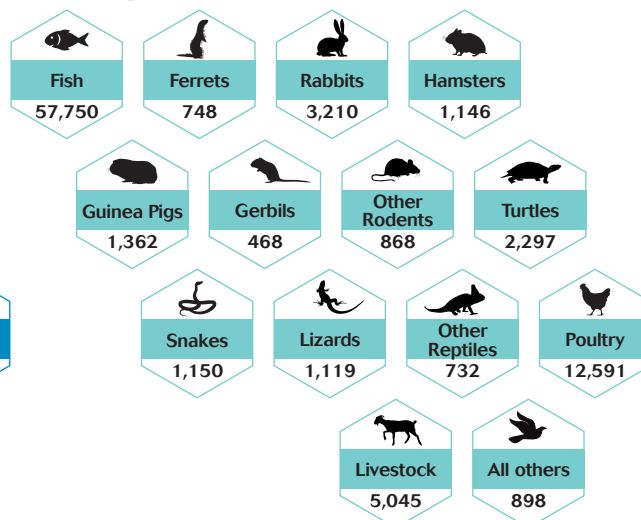 Fish
57,750
Ferrets
748
Rabbits
3,210
Hamsters
1,146
Guinea Pigs
1,362
Gerbils
468
Other
Rodents
868
Turtles
2,297
Snakes
1,150
Lizards
1,119
Other
Reptiles
732
Poultry
12,591
Livestock
5,045
All others
898